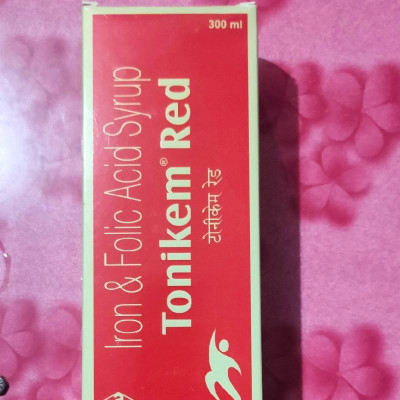 300 ml
Iron & Folic Acid Syrup
Tonikem® Red
टोनीकेम रेड